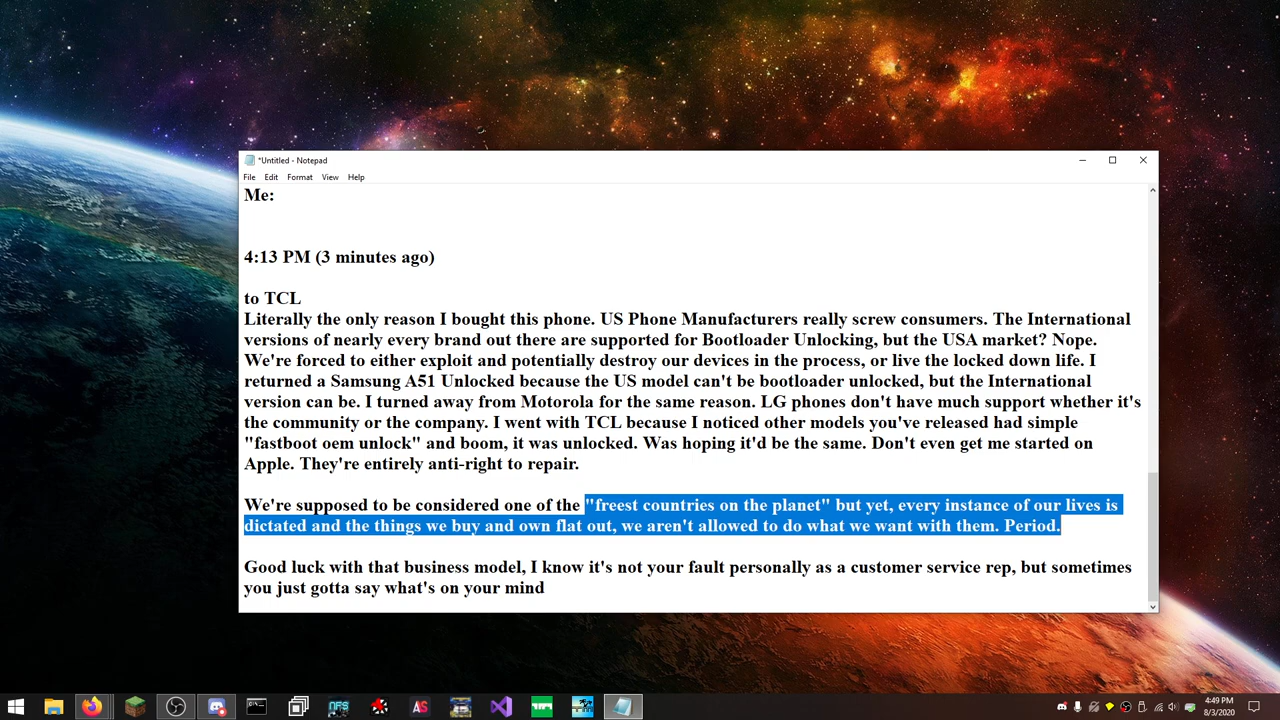 *Untitled - Notepad
File Edit Format View Help
Me:
4:13 PM (3 minutes ago)
to TCL
Literally the only reason I bought this phone. US Phone Manufacturers really screw consumers. The International
versions of nearly every brand out there are supported for Bootloader Unlocking, but the USA market? Nope.
We're forced to either exploit and potentially destroy our devices in the process, or live the locked down life. I
returned a Samsung A51 Unlocked because the US model can't be bootloader unlocked, but the International
version can be. I turned away from Motorola for the same reason. LG phones don't have much support whether it's
the community or the company. I went with TCL because I noticed other models you've released had simple
"fastboot oem unlock" and boom, it was unlocked. Was hoping it'd be the same. Don't even get me started on
Apple. They're entirely anti-right to repair.
We're supposed to be considered one of the "freest countries on the planet" but yet, every instance of our lives is
dictated and the things we buy and own flat out, we aren't allowed to do what we want with them. Period.
Good luck with that business model, I know it's not your fault personally as a customer service rep, but sometimes
you just gotta say what's on your mind
NFS
AS
4:49 PM
8/3/2020